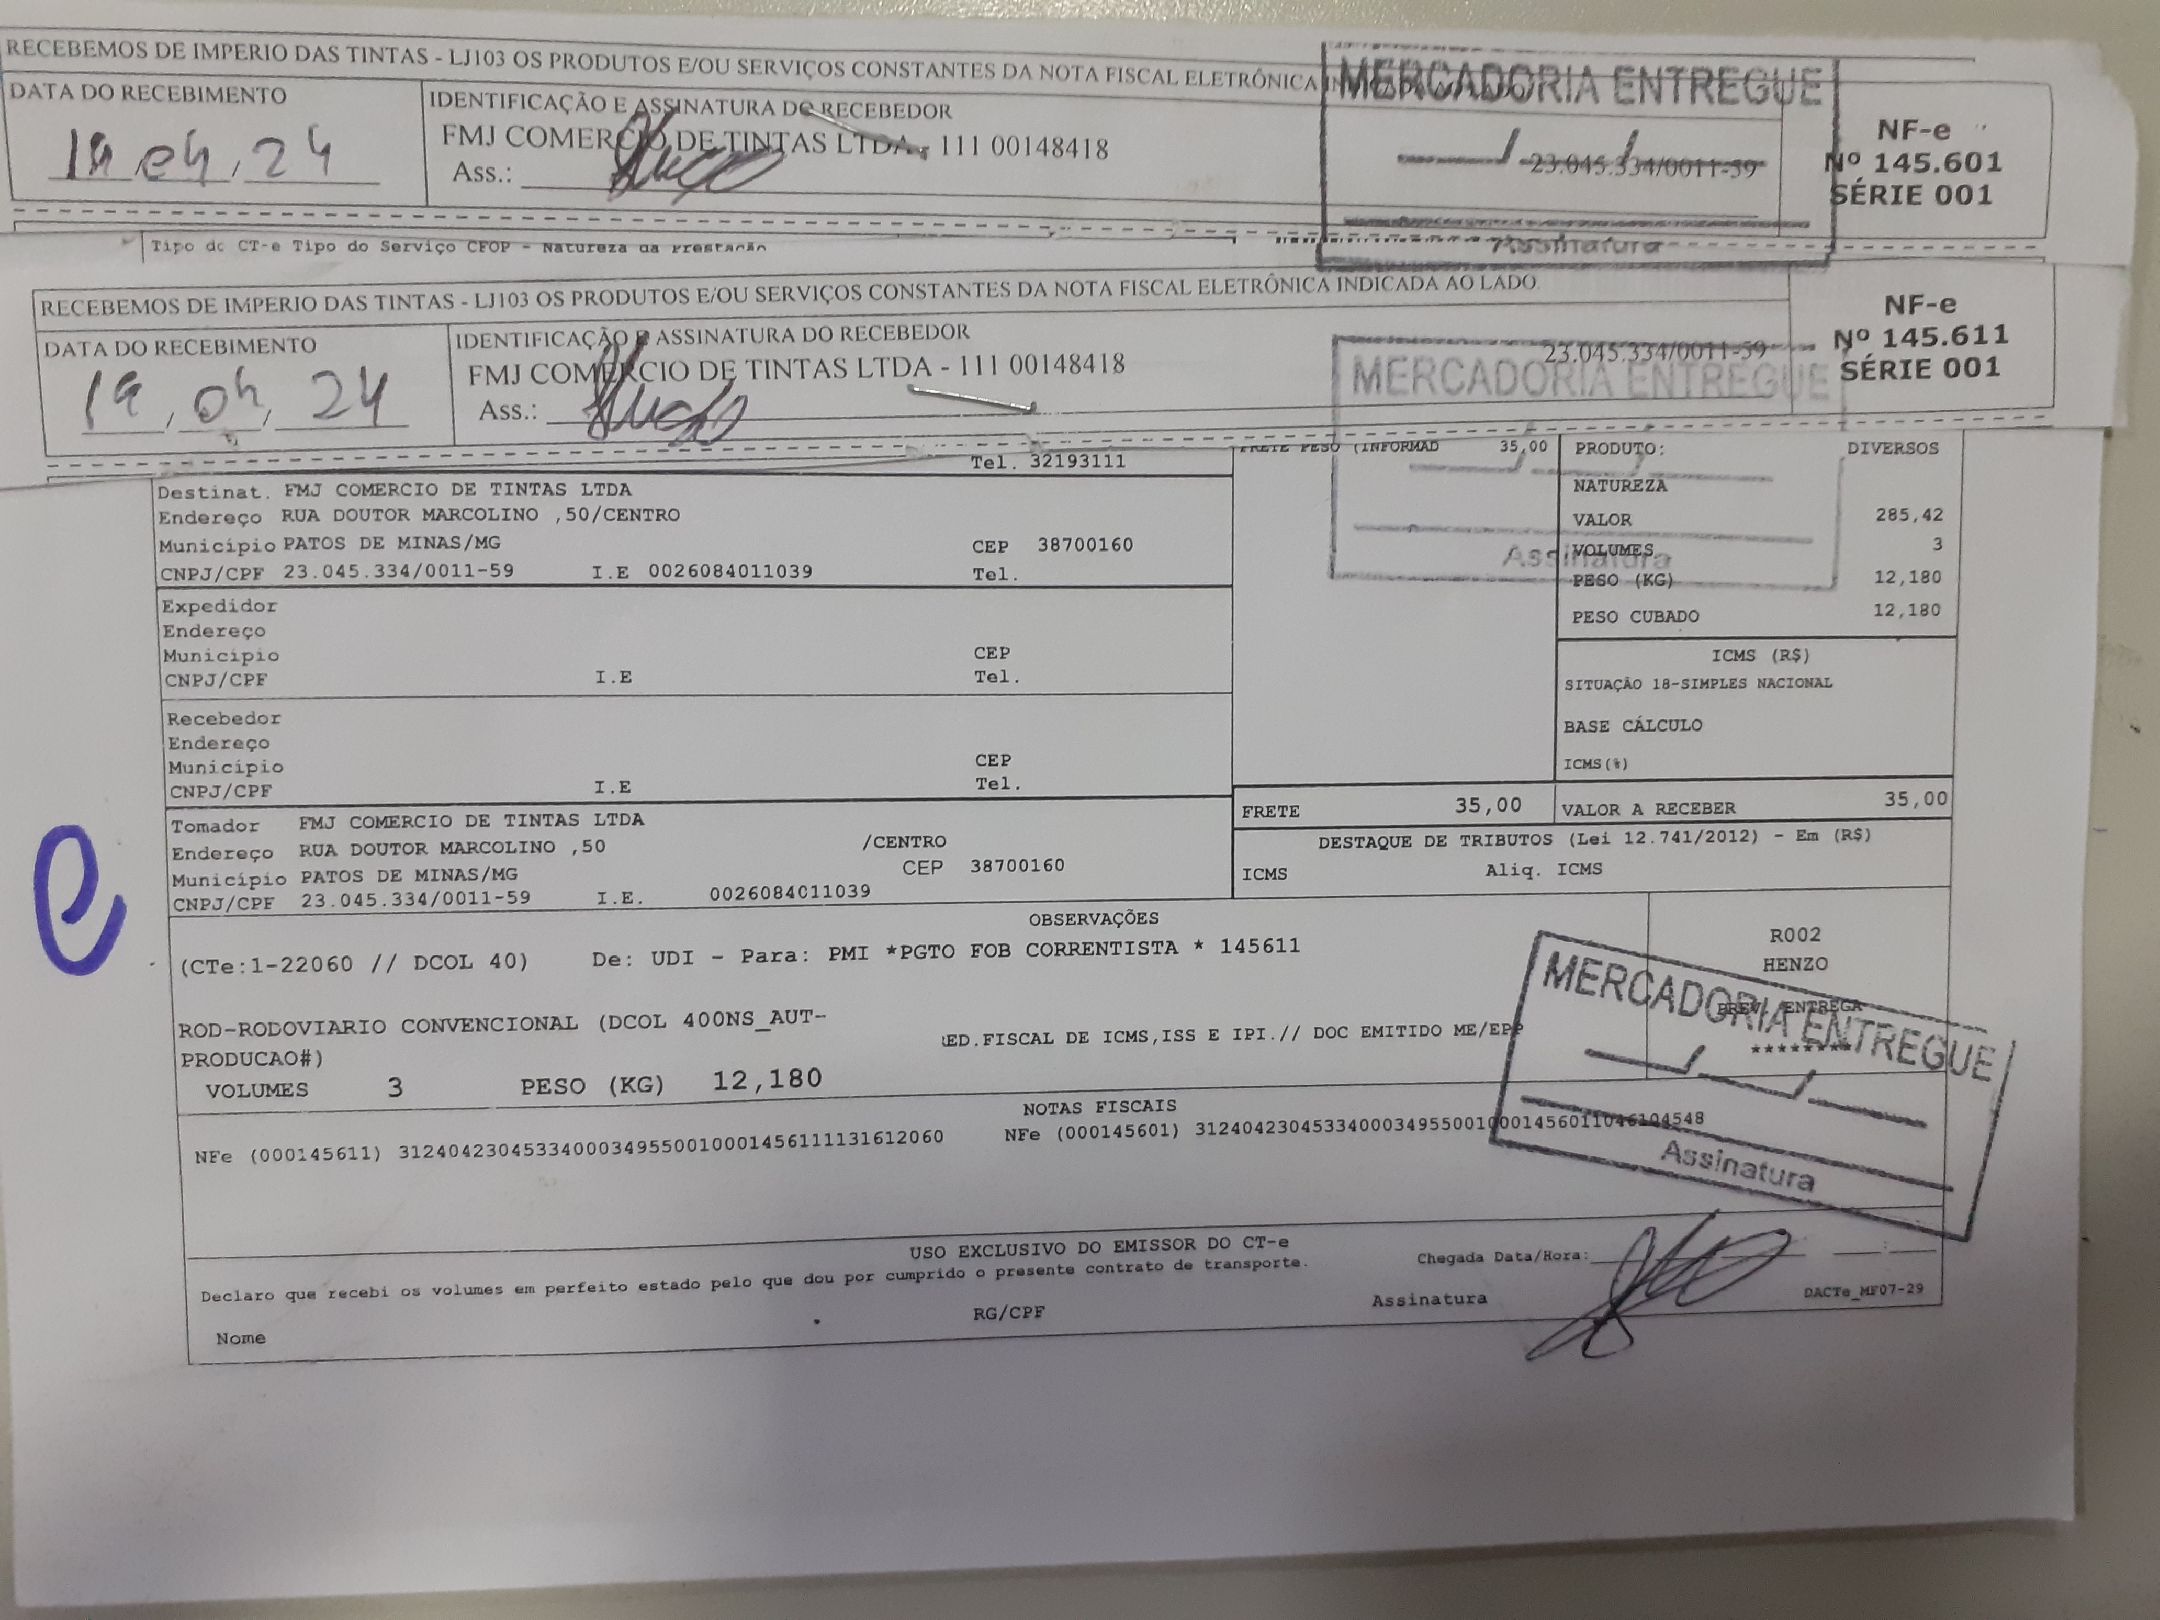 RECEBEMOS DE IMPERIO DAS TINTAS - LJ103 OS PRODUTOS E/OU SERVIÇOS CONSTANTES DA NOTA FISCAL ELETRÔNICA
MERCADORIA ENTREGUE
DATA DO RECEBIMENTO
IDENTIFICAÇÃO E ASSINATURA DO RECEBEDOR
FMJ COMERCIO DE TINTAS LTDA - 111 00148418
23.045.334/0011-59
NF-e
Nº 145.601
SÉRIE 001
Ass.:
Assinatura
Tipo do CT-e Tipo do Serviço CFOP - Natureza da Prestação
RECEBEMOS DE IMPERIO DAS TINTAS - LJ103 OS PRODUTOS E/OU SERVIÇOS CONSTANTES DA NOTA FISCAL ELETRÔNICA INDICADA AO LADO.
DATA DO RECEBIMENTO
19 04 24
IDENTIFICAÇÃO E ASSINATURA DO RECEBEDOR
FMJ COMERCIO DE TINTAS LTDA - 111 00148418
23.045.334/0011-59
MERCADORIA ENTREGUE
NF-e
Nº 145.611
SÉRIE 001
Ass.:
Tel. 32193111
FRETE PESO (INFORMAD 35,00
PRODUTO: DIVERSOS
NATUREZA
VALOR 285,42
VOLUMES 3
PESO (KG) 12,180
PESO CUBADO 12,180
Assinatura
Destinat. FMJ COMERCIO DE TINTAS LTDA
Endereço RUA DOUTOR MARCOLINO ,50/CENTRO
Município PATOS DE MINAS/MG CEP 38700160
CNPJ/CPF 23.045.334/0011-59 I.E 0026084011039 Tel.
Expedidor
Endereço
Município CEP
CNPJ/CPF I.E Tel.
ICMS (R$)
SITUAÇÃO 18-SIMPLES NACIONAL
BASE CÁLCULO
ICMS(%)
Recebedor
Endereço
Município CEP
CNPJ/CPF I.E Tel.
FRETE 35,00 VALOR A RECEBER 35,00
Tomador FMJ COMERCIO DE TINTAS LTDA
Endereço RUA DOUTOR MARCOLINO ,50 /CENTRO
Município PATOS DE MINAS/MG CEP 38700160
CNPJ/CPF 23.045.334/0011-59 I.E. 0026084011039
DESTAQUE DE TRIBUTOS (Lei 12.741/2012) - Em (R$)
ICMS Aliq. ICMS
e
OBSERVAÇÕES
(CTe:1-22060 // DCOL 40) De: UDI - Para: PMI *PGTO FOB CORRENTISTA * 145611
R002
HENZO
PREV. ENTREGA
********
MERCADORIA ENTREGUE
Assinatura
ROD-RODOVIARIO CONVENCIONAL (DCOL 400NS_AUT-
PRODUCAO#)
RED.FISCAL DE ICMS,ISS E IPI.// DOC EMITIDO ME/EPP
VOLUMES 3 PESO (KG) 12,180
NOTAS FISCAIS
NFe (000145611) 31240423045334000349550010001456111131612060 NFe (000145601) 31240423045334000349550010001456011046104548
USO EXCLUSIVO DO EMISSOR DO CT-e
Declaro que recebi os volumes em perfeito estado pelo que dou por cumprido o presente contrato de transporte.
Chegada Data/Hora:
Nome RG/CPF Assinatura
DACTe_MF07-29